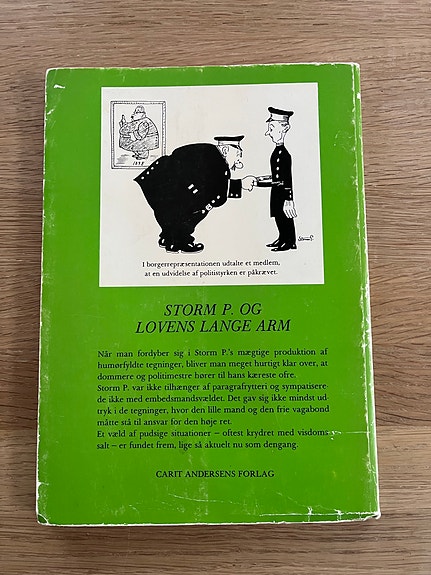 1898
Storm P.
I borgerrepræsentationen udtalte et medlem,
at en udvidelse af politistyrken er påkrævet.
STORM P. OG
LOVENS LANGE ARM
Når man fordyber sig i Storm P.'s mægtige produktion af
humørfyldte tegninger, bliver man meget hurtigt klar over, at
dommere og politimestre hører til hans kæreste ofre.
Storm P. var ikke tilhænger af paragrafrytteri og sympatisere-
de ikke med embedsmandsvældet. Det gav sig ikke mindst ud-
tryk i de tegninger, hvor den lille mand og den frie vagabond
måtte stå til ansvar for den høje ret.
Et væld af pudsige situationer – oftest krydret med visdoms
salt – er fundet frem, lige så aktuelt nu som dengang.
CARIT ANDERSENS FORLAG